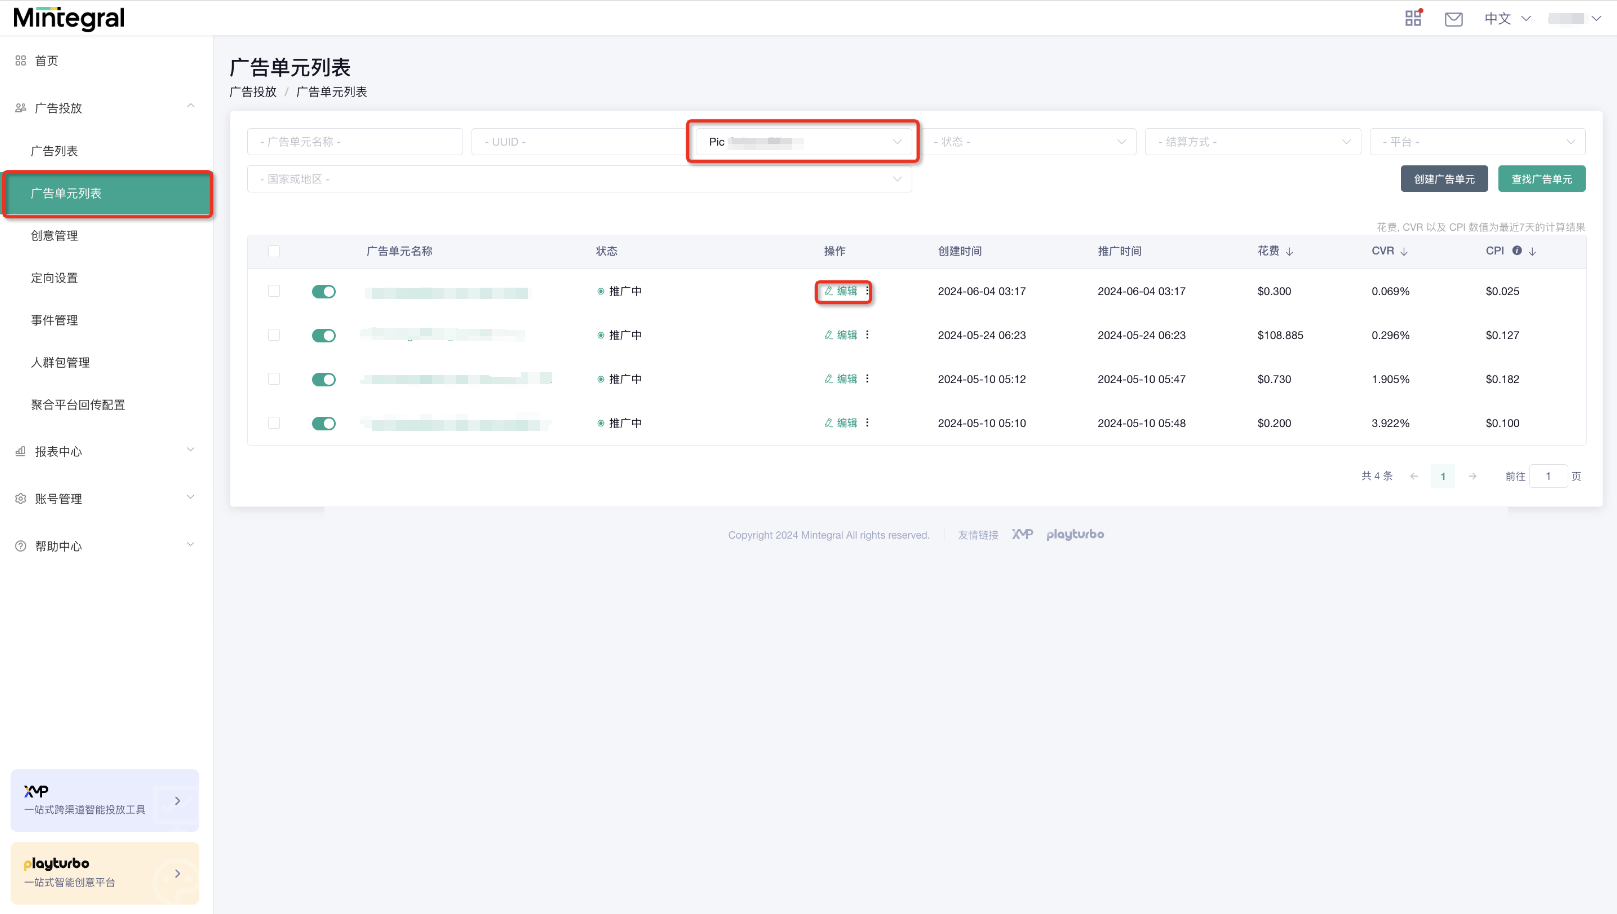 Mintegral
中文
首页
广告投放
广告列表
广告单元列表
创意管理
定向设置
事件管理
人群包管理
聚合平台回传配置
报表中心
账号管理
帮助中心
XMP
一站式跨渠道智能投放工具
playturbo
一站式智能创意平台
广告单元列表
广告投放 / 广告单元列表
- 广告单元名称 - - UUID - Pic - 状态 - - 结算方式 - - 平台 -
- 国家或地区 - 创建广告单元 查找广告单元
花费, CVR 以及 CPI 数值为最近7天的计算结果
广告单元名称 状态 操作 创建时间 推广时间 花费 ↓ CVR ↓ CPI ↓
推广中 编辑 2024-06-04 03:17 2024-06-04 03:17 $0.300 0.069% $0.025
推广中 编辑 2024-05-24 06:23 2024-05-24 06:23 $108.885 0.296% $0.127
推广中 编辑 2024-05-10 05:12 2024-05-10 05:47 $0.730 1.905% $0.182
推广中 编辑 2024-05-10 05:10 2024-05-10 05:48 $0.200 3.922% $0.100
共 4 条 ← 1 → 前往 1 页
Copyright 2024 Mintegral All rights reserved. 友情链接 XMP playturbo